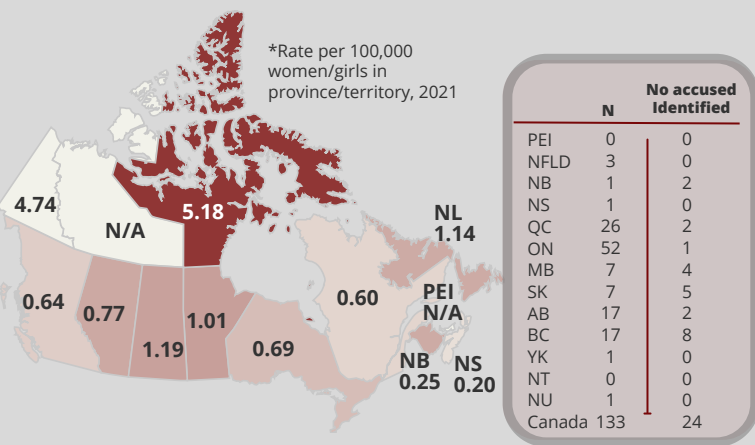 *Rate per 100,000
women/girls in
province/territory, 2021
4.74
N/A
5.18
NL
1.14
0.64
0.77
1.19
1.01
0.69
0.60
PEI
N/A
NB
0.25
NS
0.20
No accused
N Identified
PEI 0 0
NFLD 3 0
NB 1 2
NS 1 0
QC 26 2
ON 52 1
MB 7 4
SK 7 5
AB 17 2
BC 17 8
YK 1 0
NT 0 0
NU 1 0
Canada 133 24